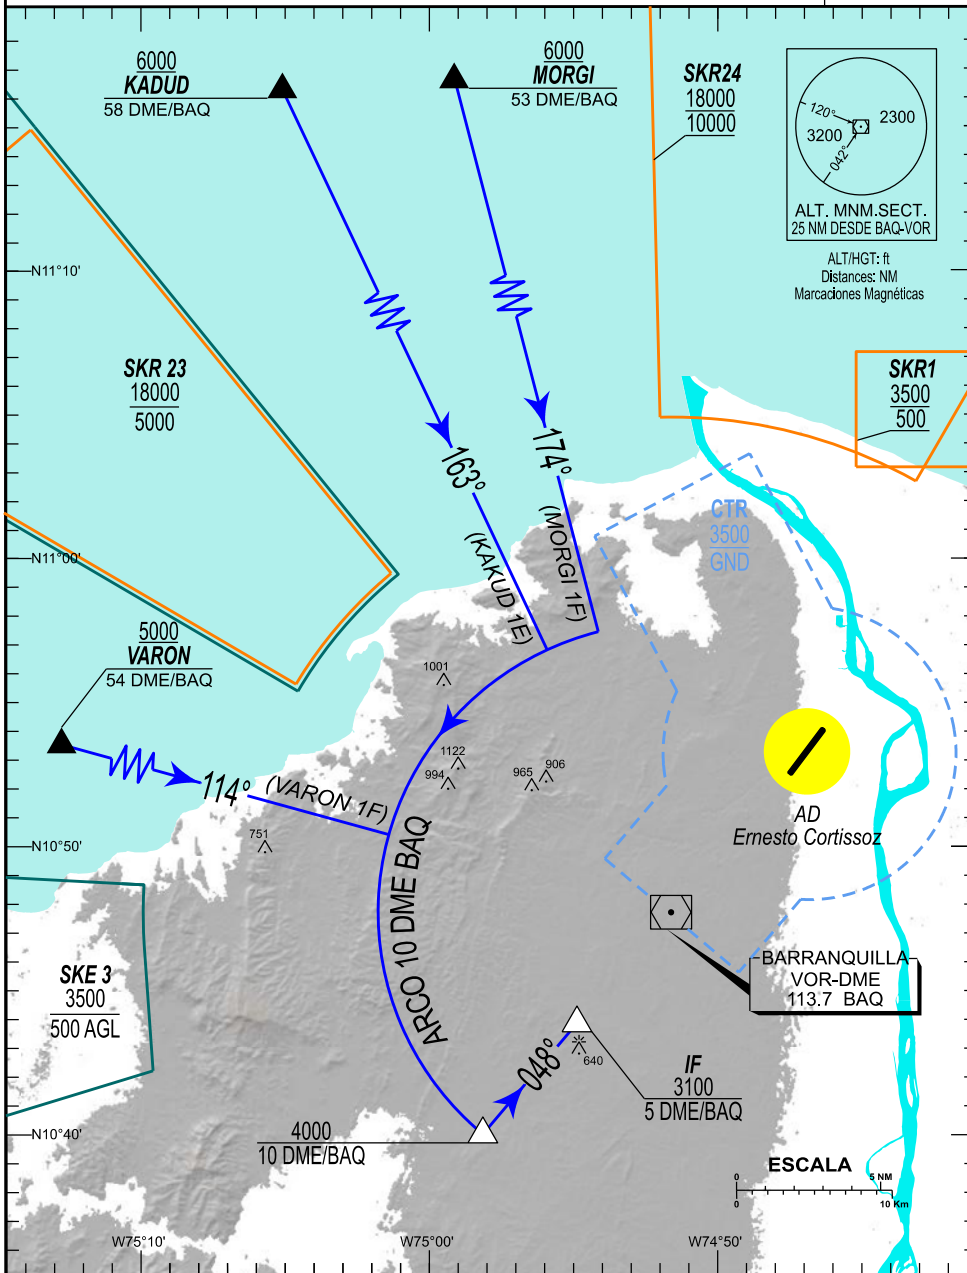 6000
KADUD
58 DME/BAQ
6000
MORGI
53 DME/BAQ
SKR24
18000
10000
120°
2300
3200
042°
ALT. MNM.SECT.
25 NM DESDE BAQ-VOR
ALT/HGT: ft
Distances: NM
Marcaciones Magnéticas
N11°10'
SKR 23
18000
5000
SKR1
3500
500
163°
174°
(KAKUD 1E)
(MORGI 1F)
CTR
3500
GND
N11°00'
5000
VARON
54 DME/BAQ
1001
1122
994
965
906
114°
(VARON 1F)
751
AD
Ernesto Cortissoz
N10°50'
ARCO 10 DME BAQ
BARRANQUILLA
VOR-DME
113.7 BAQ
SKE 3
3500
500 AGL
048°
640
IF
3100
5 DME/BAQ
N10°40'
4000
10 DME/BAQ
ESCALA
0
5 NM
0
10 Km
W75°10'
W75°00'
W74°50'